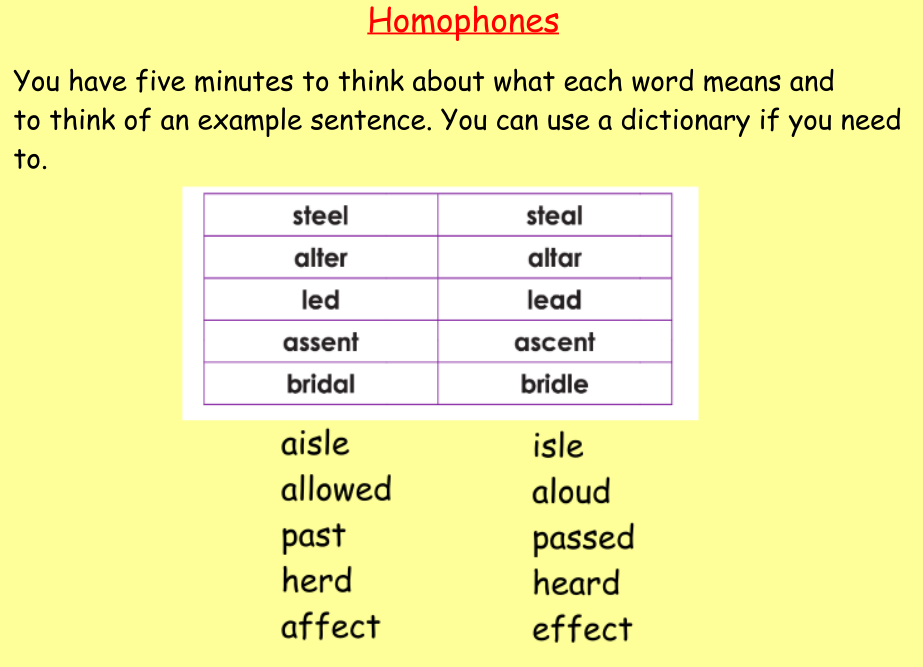 Homophones
You have five minutes to think about what each word means and
to think of an example sentence. You can use a dictionary if you need
to.
steel steal
alter altar
led lead
assent ascent
bridal bridle
aisle isle
allowed aloud
past passed
herd heard
affect effect